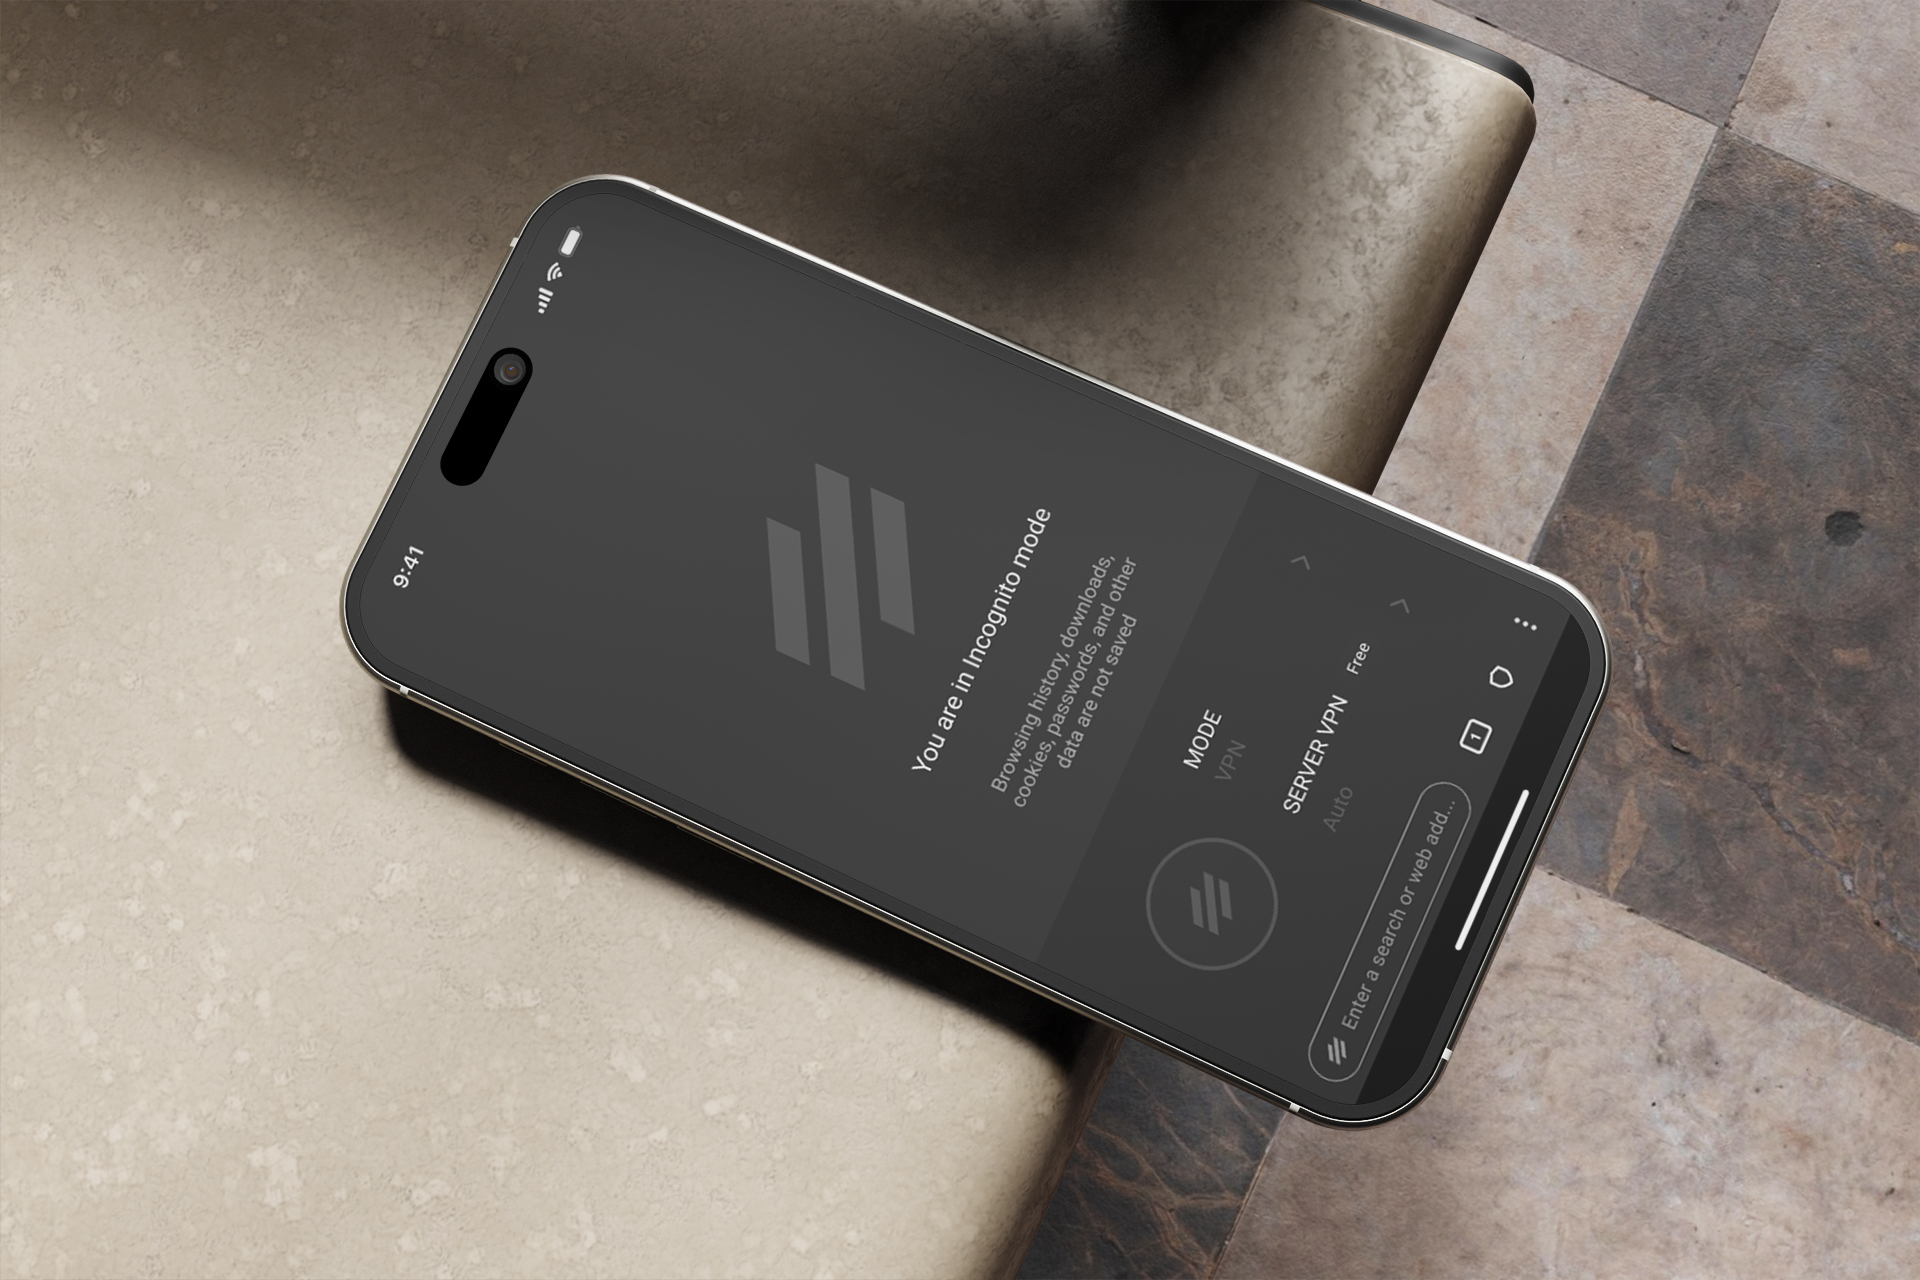 9:41
You are in Incognito mode
Browsing history, downloads,
cookies, passwords, and other
data are not saved
MODE
VPN
SERVER VPN Free
Auto
Enter a search or web add...
1